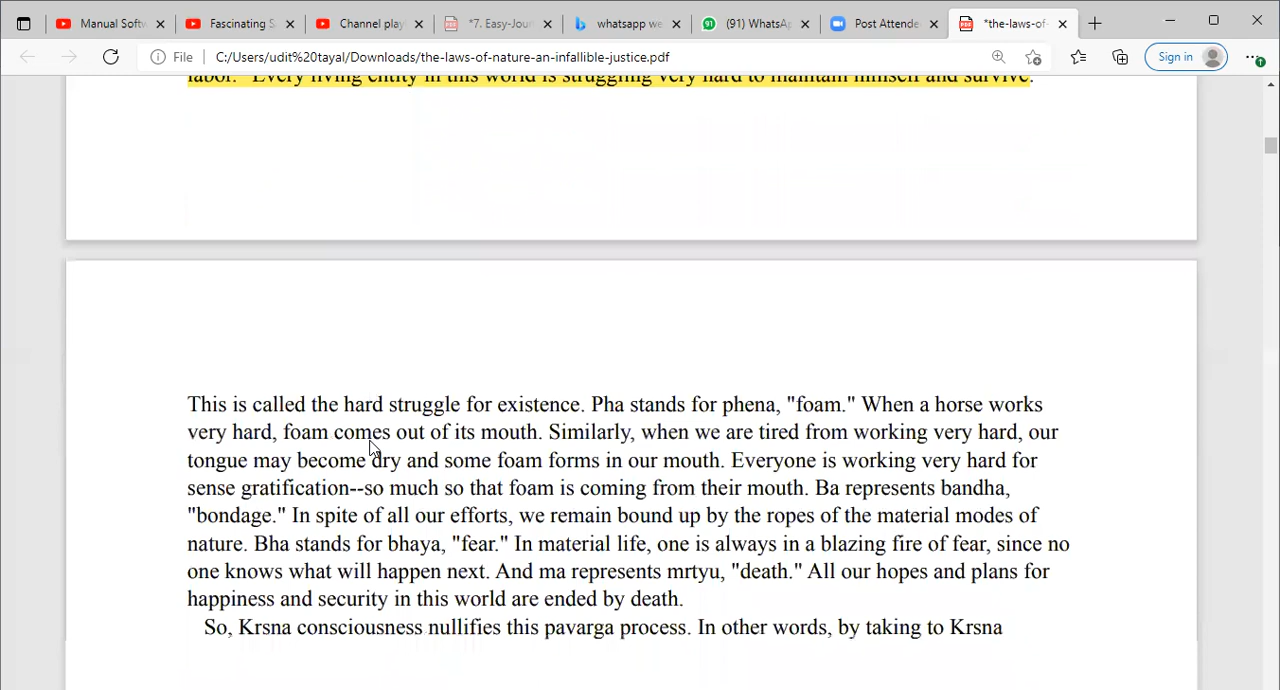 Manual Softw
Fascinating S
Channel play
*7. Easy-Jour
whatsapp we
(91) WhatsAp
Post Attende
*the-laws-of-
File
C:/Users/udit%20tayal/Downloads/the-laws-of-nature-an-infallible-justice.pdf
Sign in
labor. "Every living entity in this world is struggling very hard to maintain himself and survive.
This is called the hard struggle for existence. Pha stands for phena, "foam." When a horse works
very hard, foam comes out of its mouth. Similarly, when we are tired from working very hard, our
tongue may become dry and some foam forms in our mouth. Everyone is working very hard for
sense gratification--so much so that foam is coming from their mouth. Ba represents bandha,
"bondage." In spite of all our efforts, we remain bound up by the ropes of the material modes of
nature. Bha stands for bhaya, "fear." In material life, one is always in a blazing fire of fear, since no
one knows what will happen next. And ma represents mrtyu, "death." All our hopes and plans for
happiness and security in this world are ended by death.
So, Krsna consciousness nullifies this pavarga process. In other words, by taking to Krsna